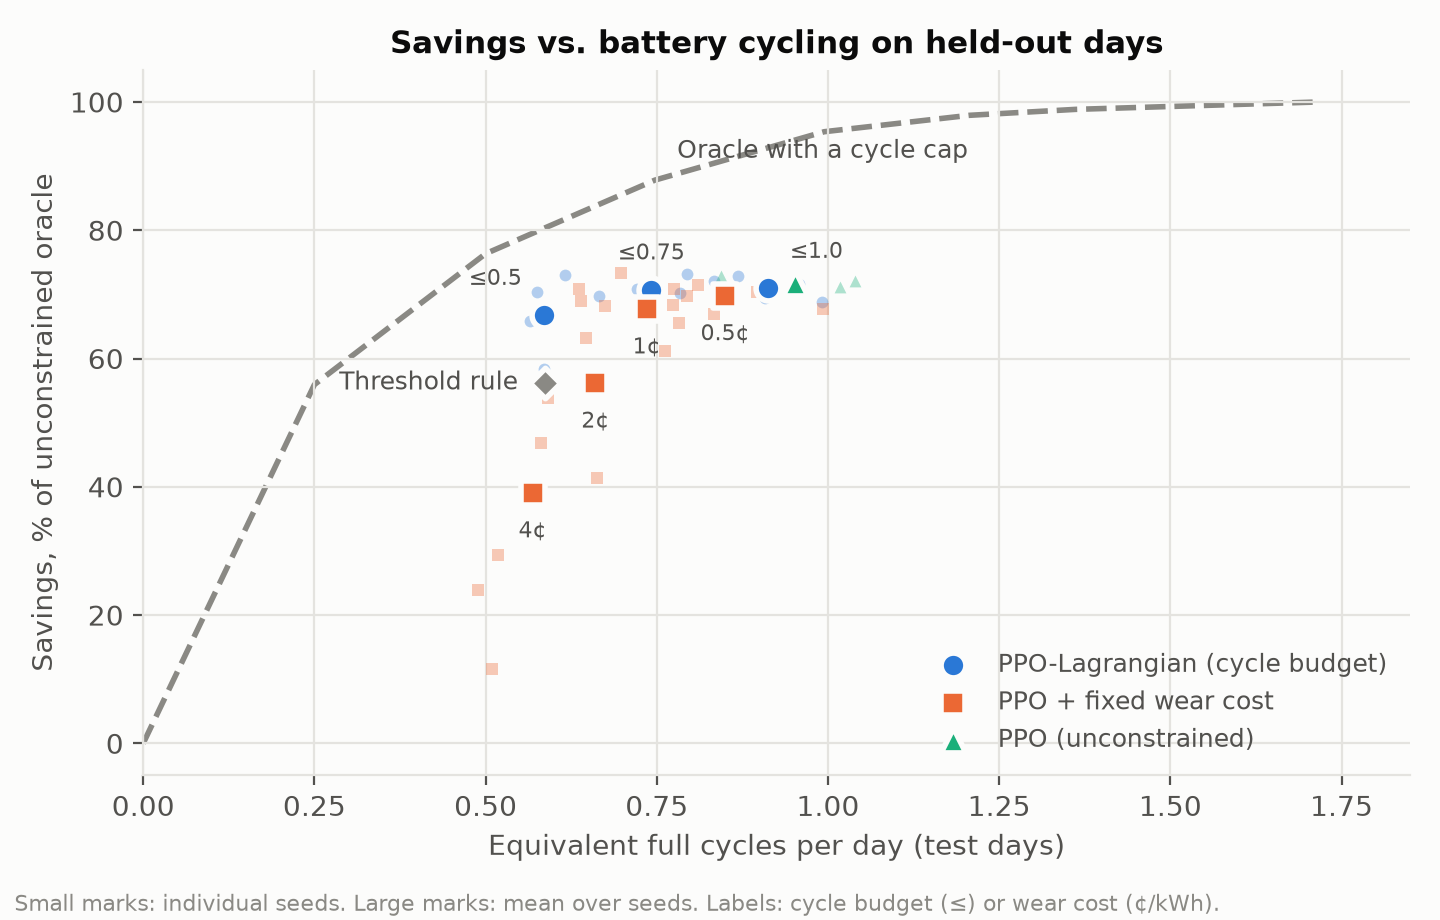 Savings vs. battery cycling on held-out days
Savings, % of unconstrained oracle
100
80
60
40
20
0
Oracle with a cycle cap
≤0.5
≤0.75
≤1.0
1¢
0.5¢
Threshold rule
2¢
4¢
PPO-Lagrangian (cycle budget)
PPO + fixed wear cost
PPO (unconstrained)
0.00 0.25 0.50 0.75 1.00 1.25 1.50 1.75
Equivalent full cycles per day (test days)
Small marks: individual seeds. Large marks: mean over seeds. Labels: cycle budget (≤) or wear cost (¢/kWh).